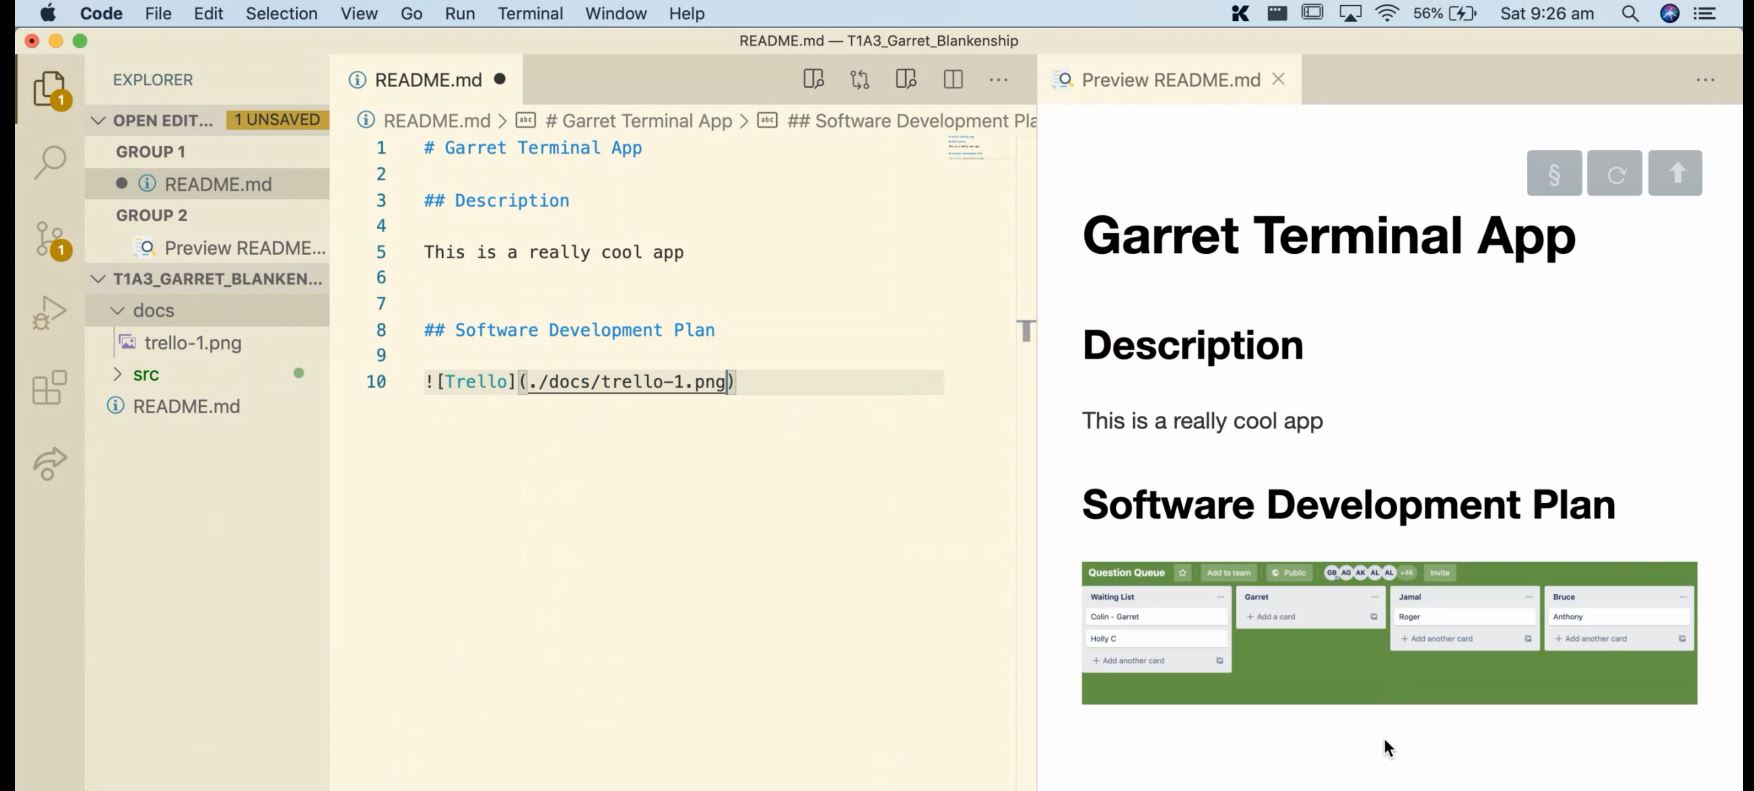 Code File Edit Selection View Go Run Terminal Window Help 56% Sat 9:26 am
README.md — T1A3_Garret_Blankenship
EXPLORER
OPEN EDIT... 1 UNSAVED
GROUP 1
README.md
GROUP 2
Preview README...
T1A3_GARRET_BLANKEN...
docs
trello-1.png
src
README.md
1
1
README.md
README.md > # Garret Terminal App > ## Software Development Pla
1 # Garret Terminal App
2
3 ## Description
4
5 This is a really cool app
6
7
8 ## Software Development Plan
9
10 ![Trello](./docs/trello-1.png)
Preview README.md
§
Garret Terminal App
Description
This is a really cool app
Software Development Plan
Question Queue Add to team Public GB AG AK AL AL +46 Invite
Waiting List
Colin - Garret
Holly C
+ Add another card
Garret
+ Add a card
Jamal
Roger
+ Add another card
Bruce
Anthony
+ Add another card